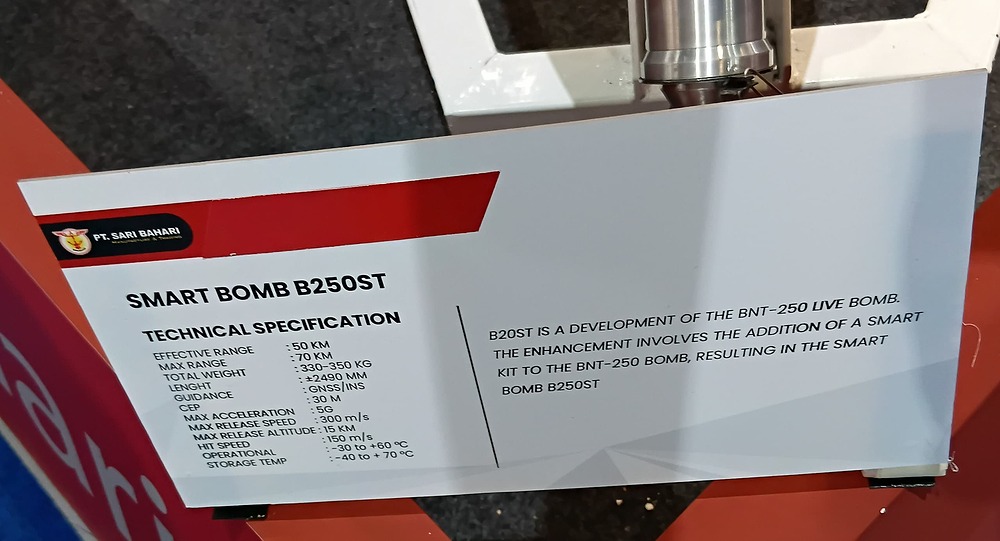 PT. SARI BAHARI
SMART BOMB B250ST
TECHNICAL SPECIFICATION
EFFECTIVE RANGE : 50 KM
MAX RANGE : 70 KM
TOTAL WEIGHT : 330-350 KG
LENGHT : ±2490 MM
GUIDANCE : GNSS/INS
CEP : 30 M
MAX ACCELERATION : 5G
MAX RELEASE SPEED : 300 m/s
MAX RELEASE ALTITUDE : 15 KM
HIT SPEED : 150 m/s
OPERATIONAL : -30 to +60 °C
STORAGE TEMP : -40 to + 70 °C
B20ST IS A DEVELOPMENT OF THE BNT-250 LIVE BOMB.
THE ENHANCEMENT INVOLVES THE ADDITION OF A SMART
KIT TO THE BNT-250 BOMB, RESULTING IN THE SMART
BOMB B250ST